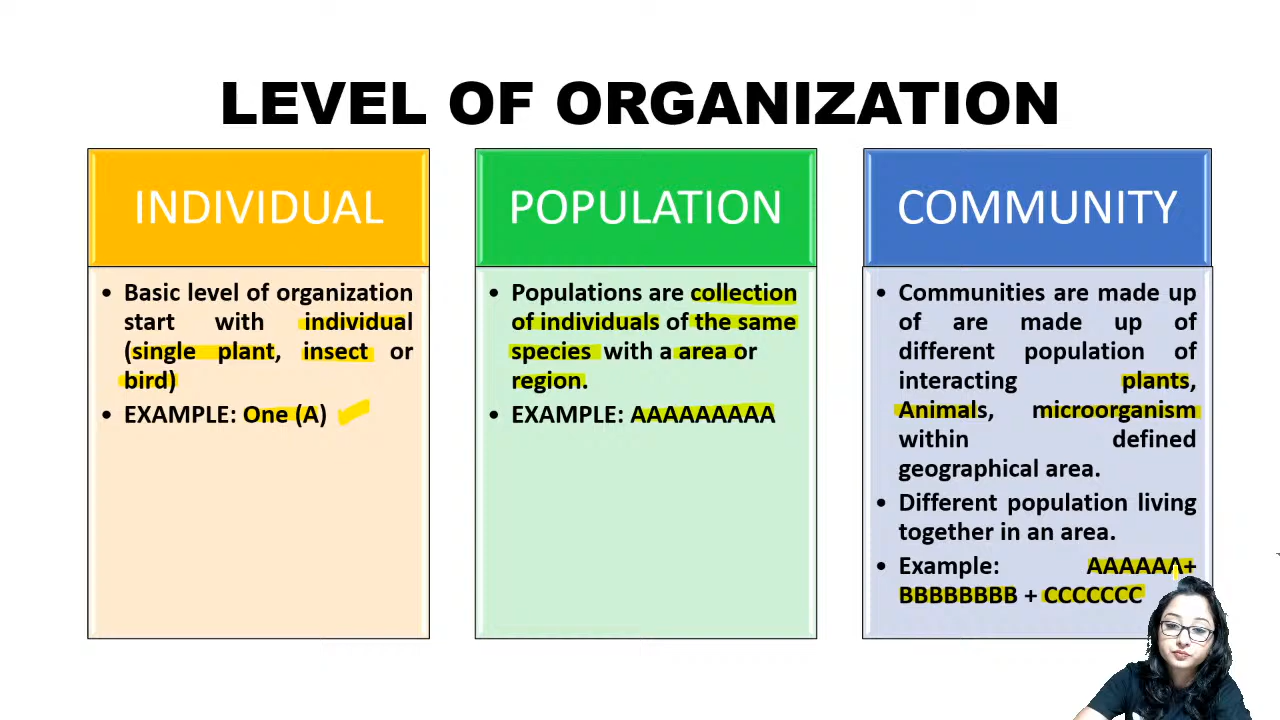 LEVEL OF ORGANIZATION
INDIVIDUAL
• Basic level of organization
start with individual
(single plant, insect or
bird)
• EXAMPLE: One (A)
POPULATION
• Populations are collection
of individuals of the same
species with a area or
region.
• EXAMPLE: AAAAAAAAA
COMMUNITY
• Communities are made up
of are made up of
different population of
interacting plants,
Animals, microorganism
within defined
geographical area.
• Different population living
together in an area.
• Example: AAAAAA+
BBBBBBBB + CCCCCCC